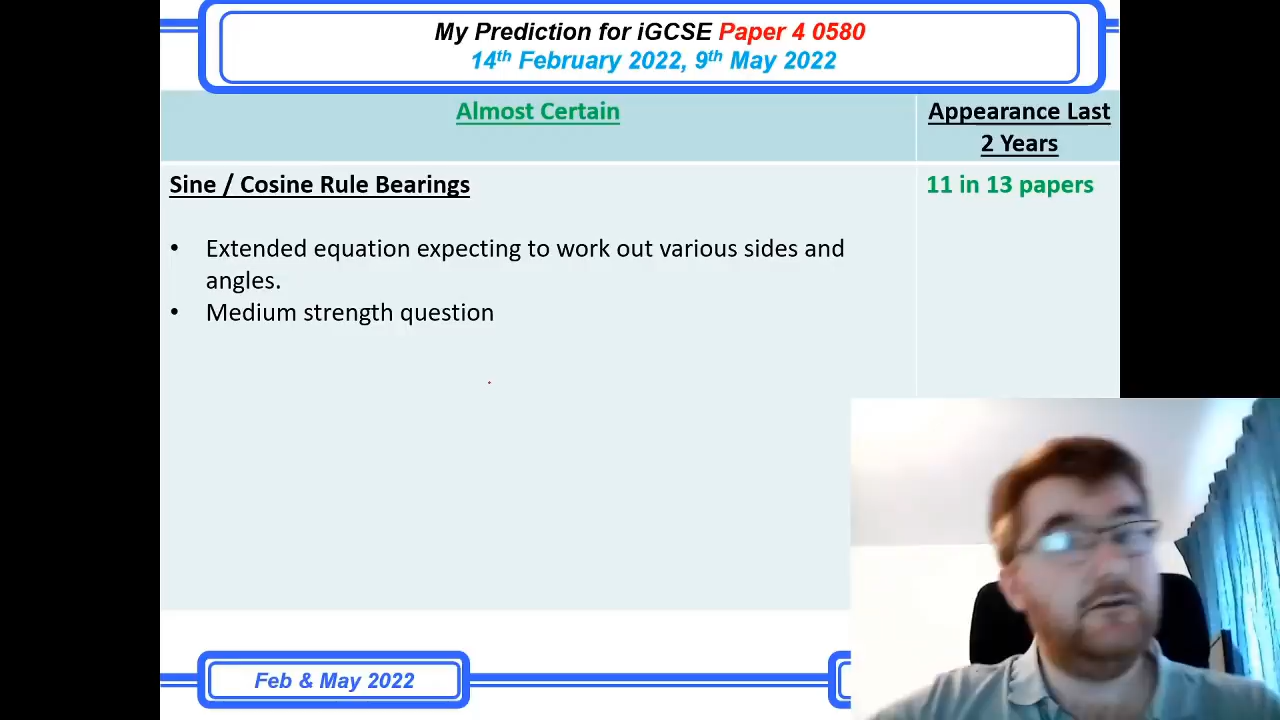 My Prediction for iGCSE Paper 4 0580
14th February 2022, 9th May 2022
Almost Certain
Appearance Last
2 Years
Sine / Cosine Rule Bearings
11 in 13 papers
• Extended equation expecting to work out various sides and
angles.
• Medium strength question
Feb & May 2022